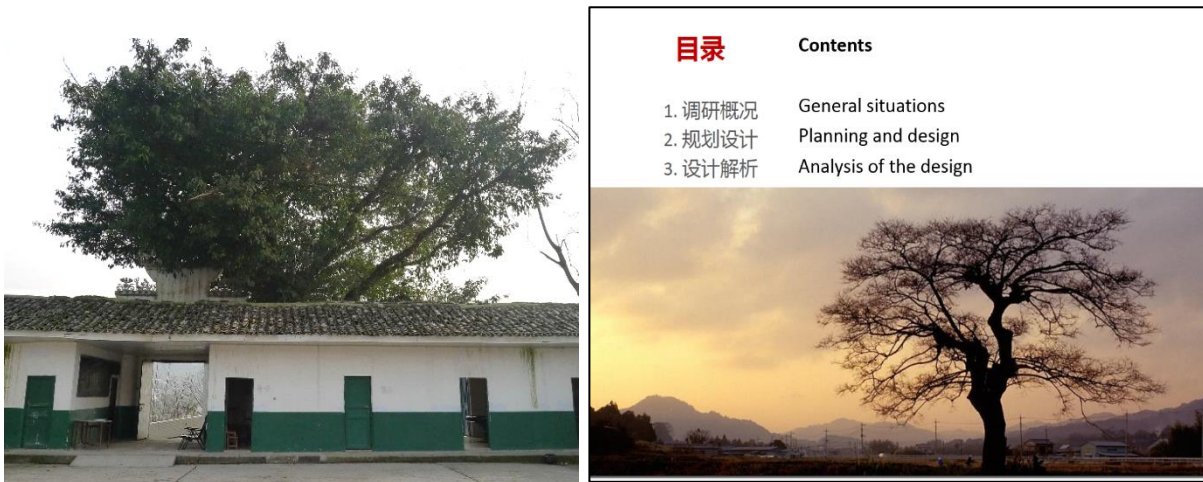 目录 Contents
1. 调研概况 General situations
2. 规划设计 Planning and design
3. 设计解析 Analysis of the design